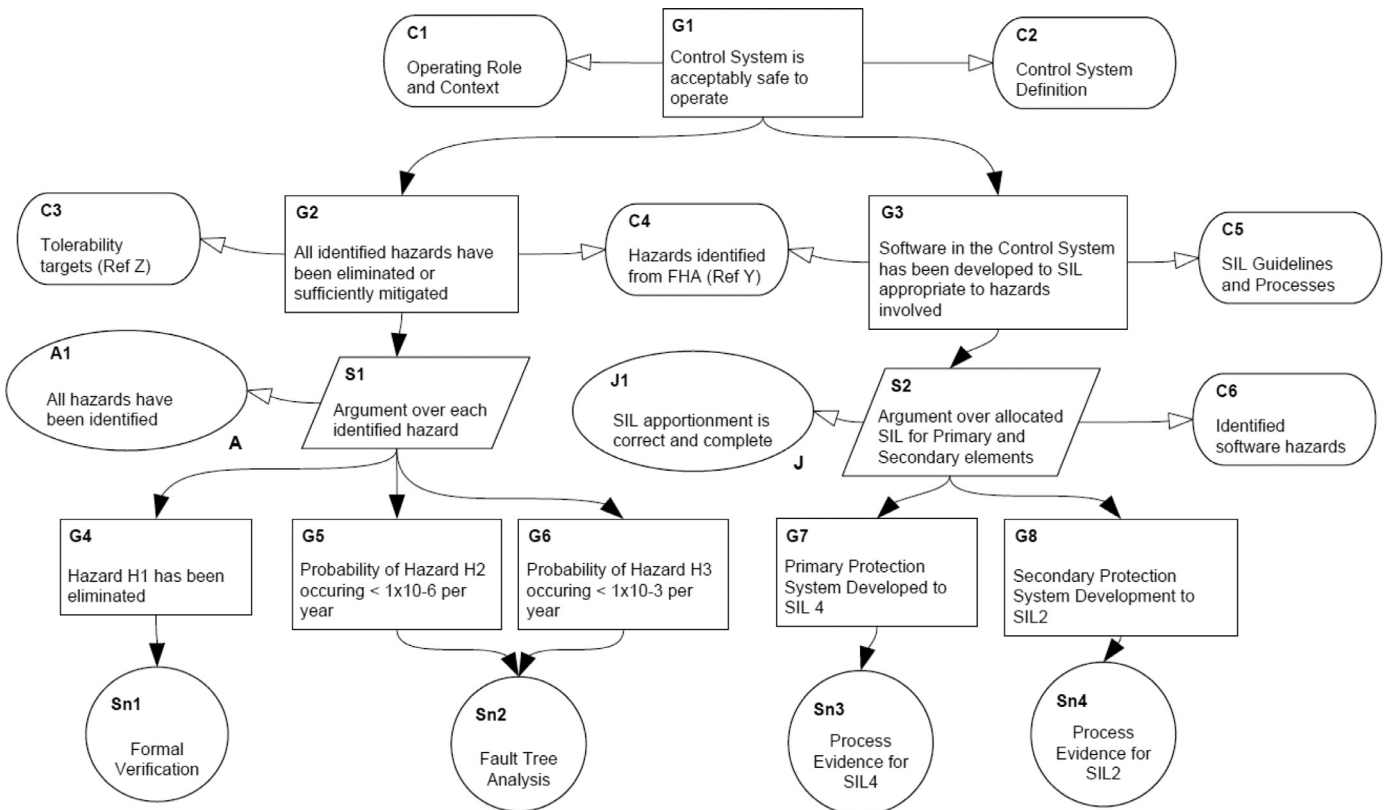 C1
Operating Role
and Context
G1
Control System is
acceptably safe to
operate
C2
Control System
Definition
C3
Tolerability
targets (Ref Z)
G2
All identified hazards have
been eliminated or
sufficiently mitigated
C4
Hazards identified
from FHA (Ref Y)
G3
Software in the Control System
has been developed to SIL
appropriate to hazards
involved
C5
SIL Guidelines
and Processes
A1
All hazards have
been identified
A
S1
Argument over each
identified hazard
J1
SIL apportionment is
correct and complete
J
S2
Argument over allocated
SIL for Primary and
Secondary elements
C6
Identified
software hazards
G4
Hazard H1 has been
eliminated
G5
Probability of Hazard H2
occuring < 1x10-6 per
year
G6
Probability of Hazard H3
occuring < 1x10-3 per
year
G7
Primary Protection
System Developed to
SIL 4
G8
Secondary Protection
System Development to
SIL2
Sn1
Formal
Verification
Sn2
Fault Tree
Analysis
Sn3
Process
Evidence for
SIL4
Sn4
Process
Evidence for
SIL2